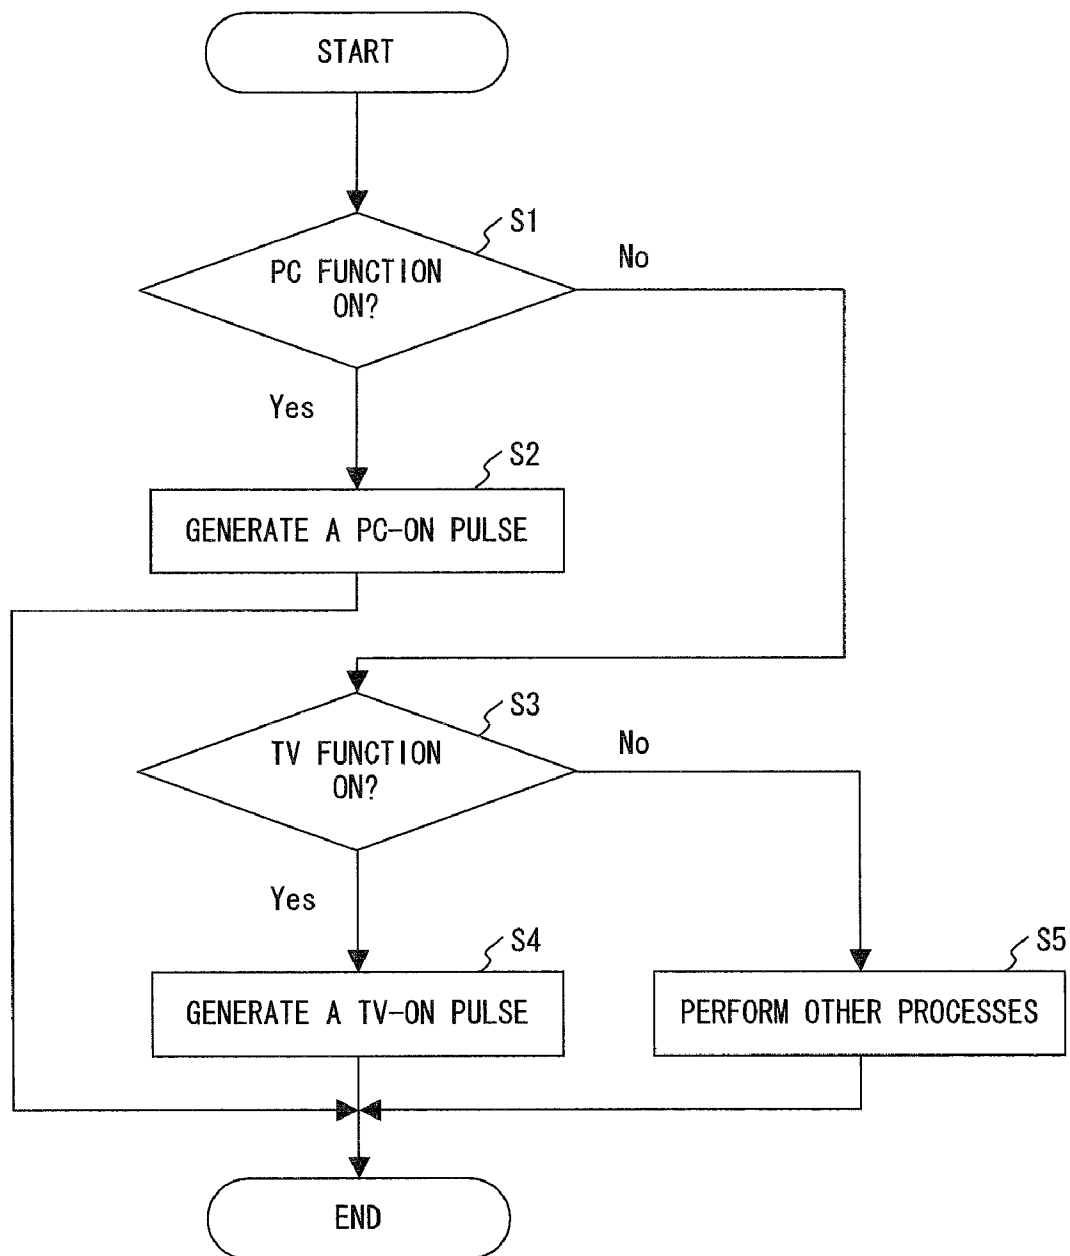 START
S1
PC FUNCTION
ON?
No
Yes
S2
GENERATE A PC-ON PULSE
S3
TV FUNCTION
ON?
No
Yes
S4
GENERATE A TV-ON PULSE
S5
PERFORM OTHER PROCESSES
END